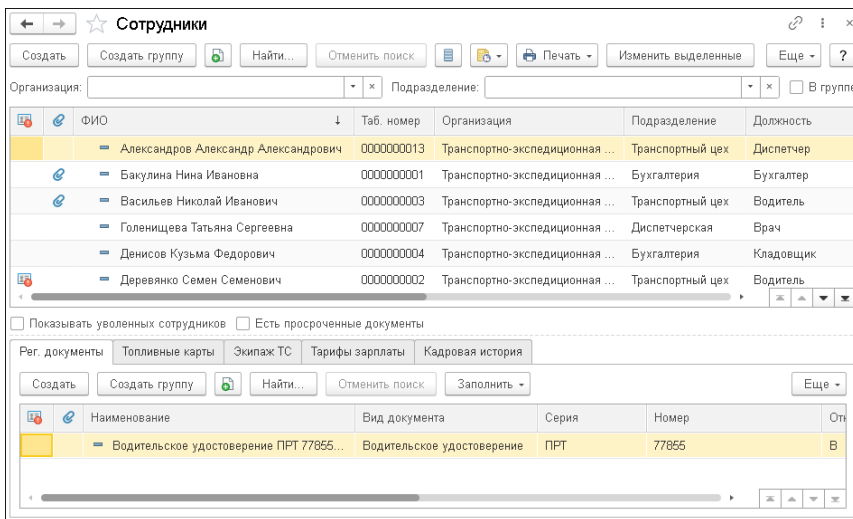 Сотрудники
Создать Создать группу Найти... Отменить поиск Печать Изменить выделенные Еще ?
Организация: Подразделение: В группе
ФИО Таб. номер Организация Подразделение Должность
Александров Александр Александрович 0000000013 Транспортно-экспедиционная ... Транспортный цех Диспетчер
Бакулина Нина Ивановна 0000000001 Транспортно-экспедиционная ... Бухгалтерия Бухгалтер
Васильев Николай Иванович 0000000003 Транспортно-экспедиционная ... Транспортный цех Водитель
Голенищева Татьяна Сергеевна 0000000007 Транспортно-экспедиционная ... Диспетчерская Врач
Денисов Кузьма Федорович 0000000004 Транспортно-экспедиционная ... Бухгалтерия Кладовщик
Деревянко Семен Семенович 0000000002 Транспортно-экспедиционная ... Транспортный цех Водитель
Показывать уволенных сотрудников Есть просроченные документы
Рег. документы Топливные карты Экипаж ТС Тарифы зарплаты Кадровая история
Создать Создать группу Найти... Отменить поиск Заполнить Еще
Наименование Вид документа Серия Номер Отн
Водительское удостоверение ПРТ 77855... Водительское удостоверение ПРТ 77855 В